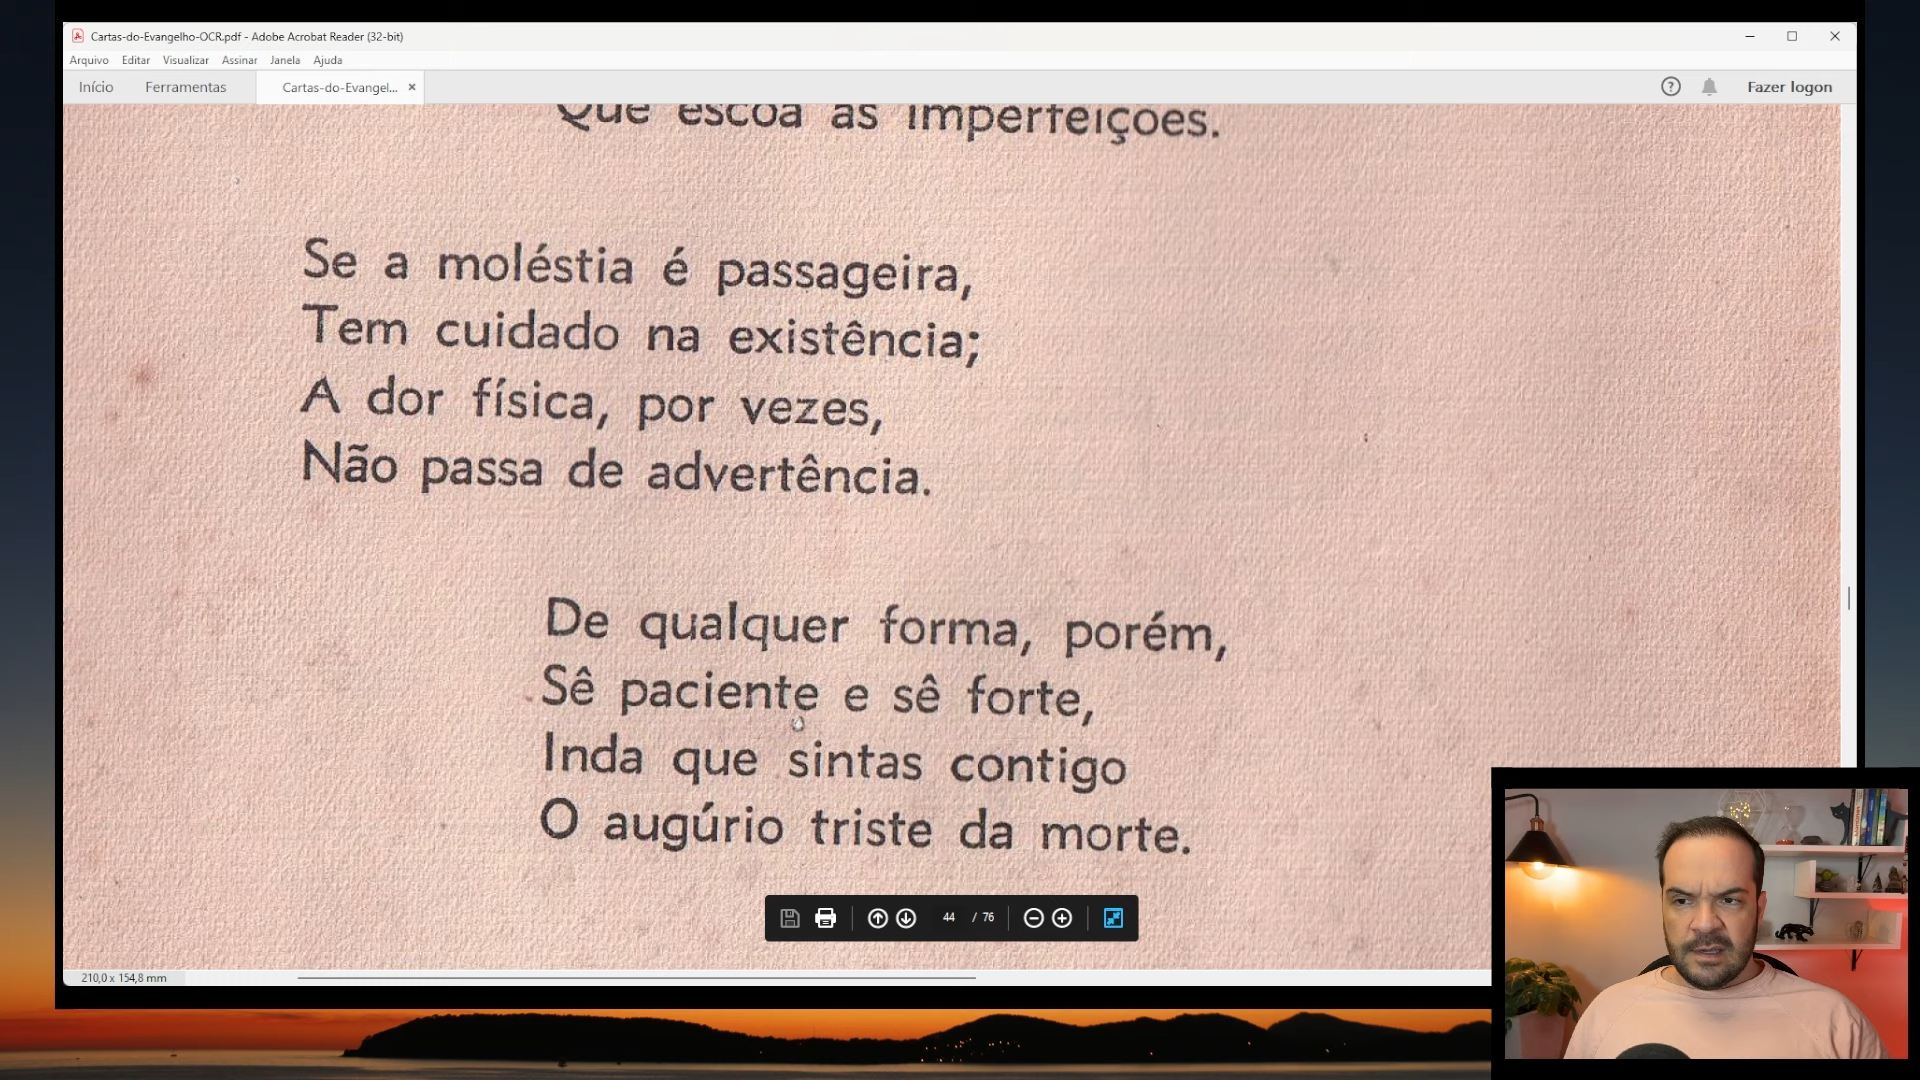 Cartas-do-Evangelho-OCR.pdf - Adobe Acrobat Reader (32-bit)
Arquivo Editar Visualizar Assinar Janela Ajuda
Início Ferramentas Cartas-do-Evangel... × Fazer logon
Que escoa as imperfeições.
Se a moléstia é passageira,
Tem cuidado na existência;
A dor física, por vezes,
Não passa de advertência.
De qualquer forma, porém,
Sê paciente e sê forte,
Inda que sintas contigo
O augúrio triste da morte.
44 / 76
210,0 x 154,8 mm